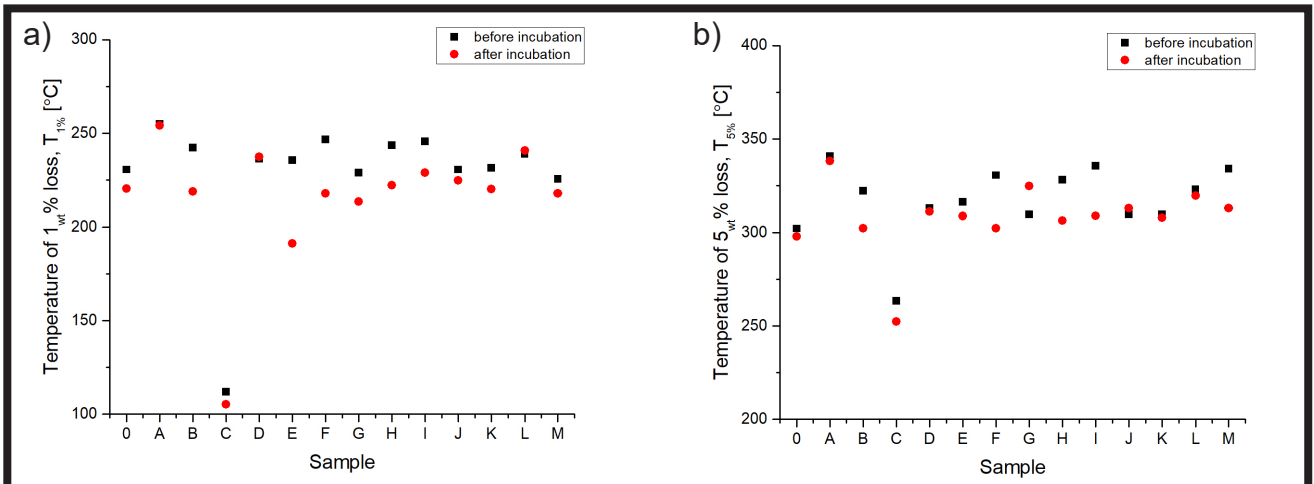 a)
before incubation
after incubation
Temperature of 1wt% loss, T1% [°C]
300
250
200
150
100
0 A B C D E F G H I J K L M
Sample
b)
before incubation
after incubation
Temperature of 5wt% loss, T5% [°C]
400
350
300
250
200
0 A B C D E F G H I J K L M
Sample